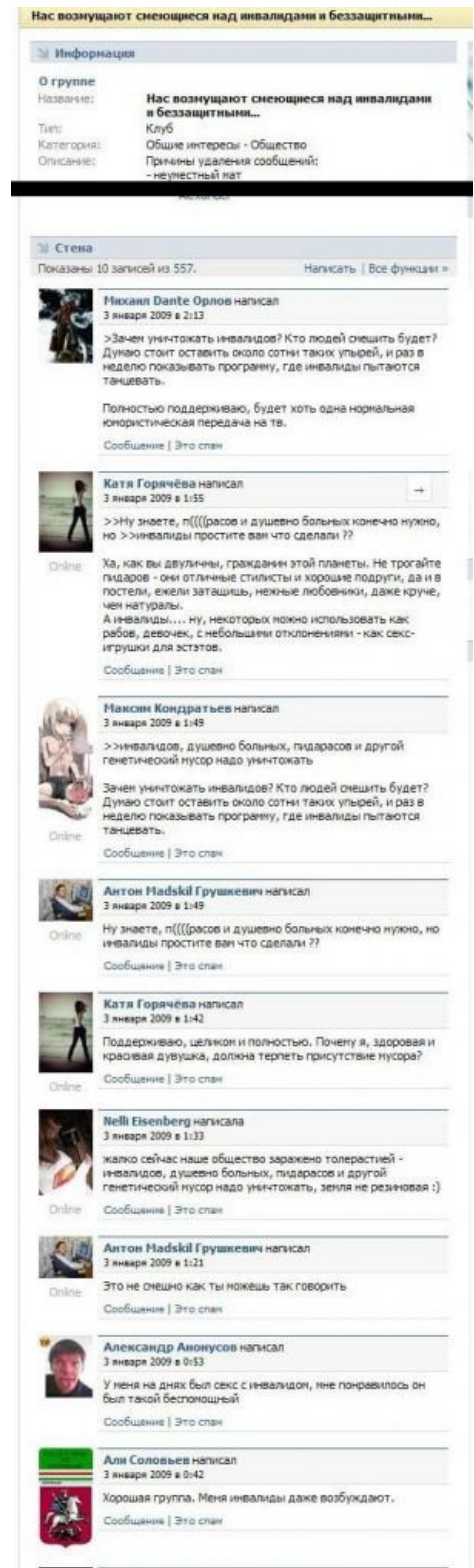 Нас возмущают смеющиеся над инвалидами и беззащитными...
Информация
О группе
Название: Нас возмущают смеющиеся над инвалидами
и беззащитными...
Тип: Клуб
Категория: Общие интересы - Общество
Описание: Причины удаления сообщений:
- неуместный мат
Стена
Показаны 10 записей из 557. Написать | Все функции »
Михаил Dante Орлов написал
3 января 2009 в 2:13
>Зачем уничтожать инвалидов? Кто людей смешить будет?
Думаю стоит оставить около сотни таких упырей, и раз в
неделю показывать программу, где инвалиды пытаются
танцевать.
Полностью поддерживаю, будет хоть одна нормальная
юмористическая передача на тв.
Сообщение | Это спам
Катя Горячёва написал
3 января 2009 в 1:55
→
>>Ну знаете, п((((расов и душевно больных конечно нужно,
но >>инвалиды простите вам что сделали ??
Online
Ха, как вы двуличны, гражданин этой планеты. Не трогайте
пидаров - они отличные стилисты и хорошие подруги, да и в
постели, ежели затащишь, нежные любовники, даже круче,
чем натуралы.
А инвалиды.... ну, некоторых можно использовать как
рабов, девочек, с небольшими отклонениями - как секс-
игрушки для эстэтов.
Сообщение | Это спам
Максим Кондратьев написал
3 января 2009 в 1:49
>>инвалидов, душевно больных, пидарасов и другой
генетический мусор надо уничтожать
Зачем уничтожать инвалидов? Кто людей смешить будет?
Думаю стоит оставить около сотни таких упырей, и раз в
неделю показывать программу, где инвалиды пытаются
танцевать.
Online
Сообщение | Это спам
Антон Madskil Грушкевич написал
3 января 2009 в 1:49
Ну знаете, п((((расов и душевно больных конечно нужно, но
инвалиды простите вам что сделали ??
Online
Сообщение | Это спам
Катя Горячёва написал
3 января 2009 в 1:42
Поддерживаю, целиком и полностью. Почему я, здоровая и
красивая дувушка, должна терпеть присутствие мусора?
Online
Сообщение | Это спам
Nelli Eisenberg написала
3 января 2009 в 1:33
жалко сейчас наше общество заражено толерастией -
инвалидов, душевно больных, пидарасов и другой
генетический мусор надо уничтожать, земля не резиновая :)
Online
Сообщение | Это спам
Антон Madskil Грушкевич написал
3 января 2009 в 1:21
Это не смешно как ты можешь так говорить
Online
Сообщение | Это спам
Александр Анонусов написал
3 января 2009 в 0:53
У меня на днях был секс с инвалидом, мне понравилось он
был такой беспомощный
Сообщение | Это спам
Али Соловьев написал
3 января 2009 в 0:42
Хорошая группа. Меня инвалиды даже возбуждают.
Сообщение | Это спам